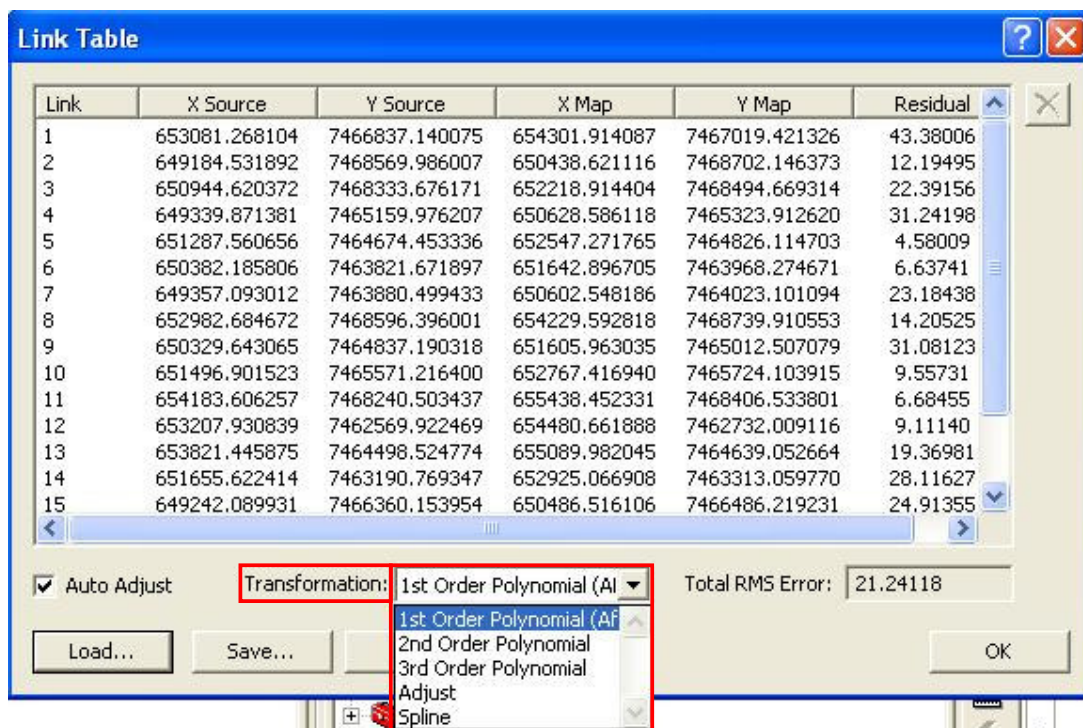 Link Table
Link X Source Y Source X Map Y Map Residual
1 653081.268104 7466837.140075 654301.914087 7467019.421326 43.38006
2 649184.531892 7468569.986007 650438.621116 7468702.146373 12.19495
3 650944.620372 7468333.676171 652218.914404 7468494.669314 22.39156
4 649339.871381 7465159.976207 650628.586118 7465323.912620 31.24198
5 651287.560656 7464674.453336 652547.271765 7464826.114703 4.58009
6 650382.185806 7463821.671897 651642.896705 7463968.274671 6.63741
7 649357.093012 7463880.499433 650602.548186 7464023.101094 23.18438
8 652982.684672 7468596.396001 654229.592818 7468739.910553 14.20525
9 650329.643065 7464837.190318 651605.963035 7465012.507079 31.08123
10 651496.901523 7465571.216400 652767.416940 7465724.103915 9.55731
11 654183.606257 7468240.503437 655438.452331 7468406.533801 6.68455
12 653207.930839 7462569.922469 654480.661888 7462732.009116 9.11140
13 653821.445875 7464498.524774 655089.982045 7464639.052664 19.36981
14 651655.622414 7463190.769347 652925.066908 7463313.059770 28.11627
15 649242.089931 7466360.153954 650486.516106 7466486.219231 24.91355
Auto Adjust Transformation: 1st Order Polynomial (Af Total RMS Error: 21.24118
1st Order Polynomial (Af
2nd Order Polynomial
3rd Order Polynomial
Adjust
Spline
Load... Save... OK